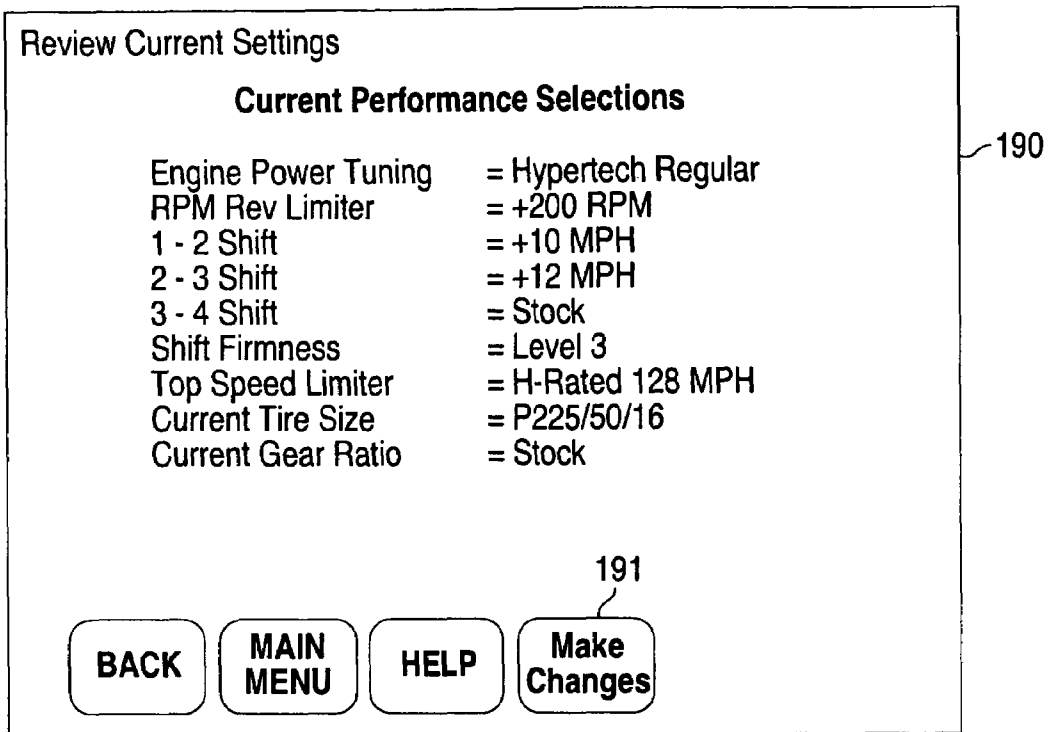 Review Current Settings
Current Performance Selections
190
Engine Power Tuning = Hypertech Regular
RPM Rev Limiter = +200 RPM
1 - 2 Shift = +10 MPH
2 - 3 Shift = +12 MPH
3 - 4 Shift = Stock
Shift Firmness = Level 3
Top Speed Limiter = H-Rated 128 MPH
Current Tire Size = P225/50/16
Current Gear Ratio = Stock
191
BACK
MAIN
MENU
HELP
Make
Changes